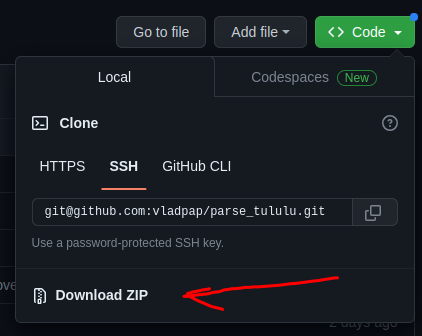 Go to file Add file Code
Local Codespaces New
Clone
HTTPS SSH GitHub CLI
git@github.com:vladpap/parse_tululu.git
Use a password-protected SSH key.
Download ZIP
2 days ago